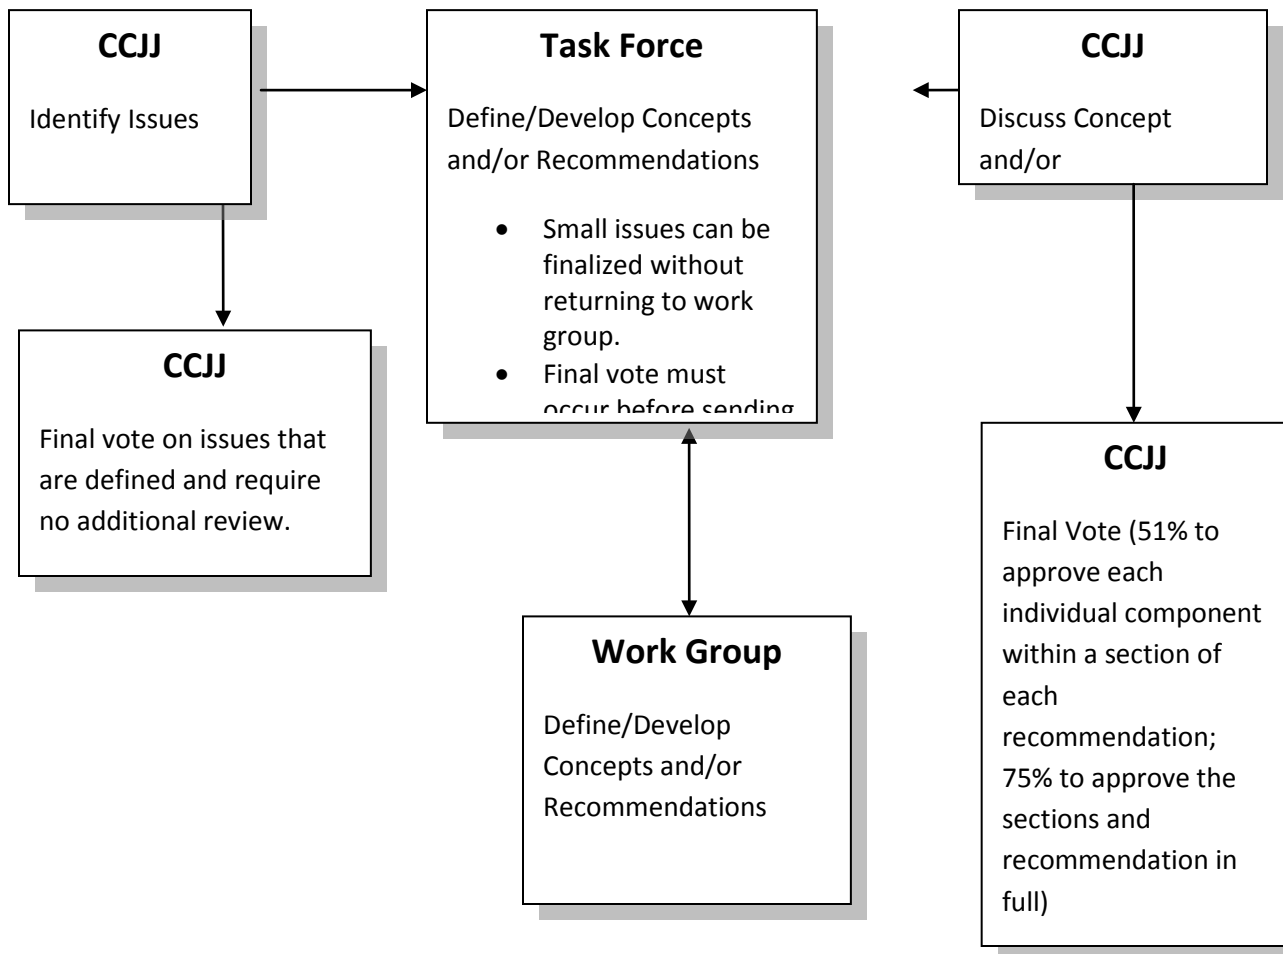 CCJJ
Identify Issues
Task Force
Define/Develop Concepts
and/or Recommendations
• Small issues can be
finalized without
returning to work
group.
• Final vote must
occur before sending
CCJJ
Discuss Concept
and/or
CCJJ
Final vote on issues that
are defined and require
no additional review.
Work Group
Define/Develop
Concepts and/or
Recommendations
CCJJ
Final Vote (51% to
approve each
individual component
within a section of
each
recommendation;
75% to approve the
sections and
recommendation in
full)